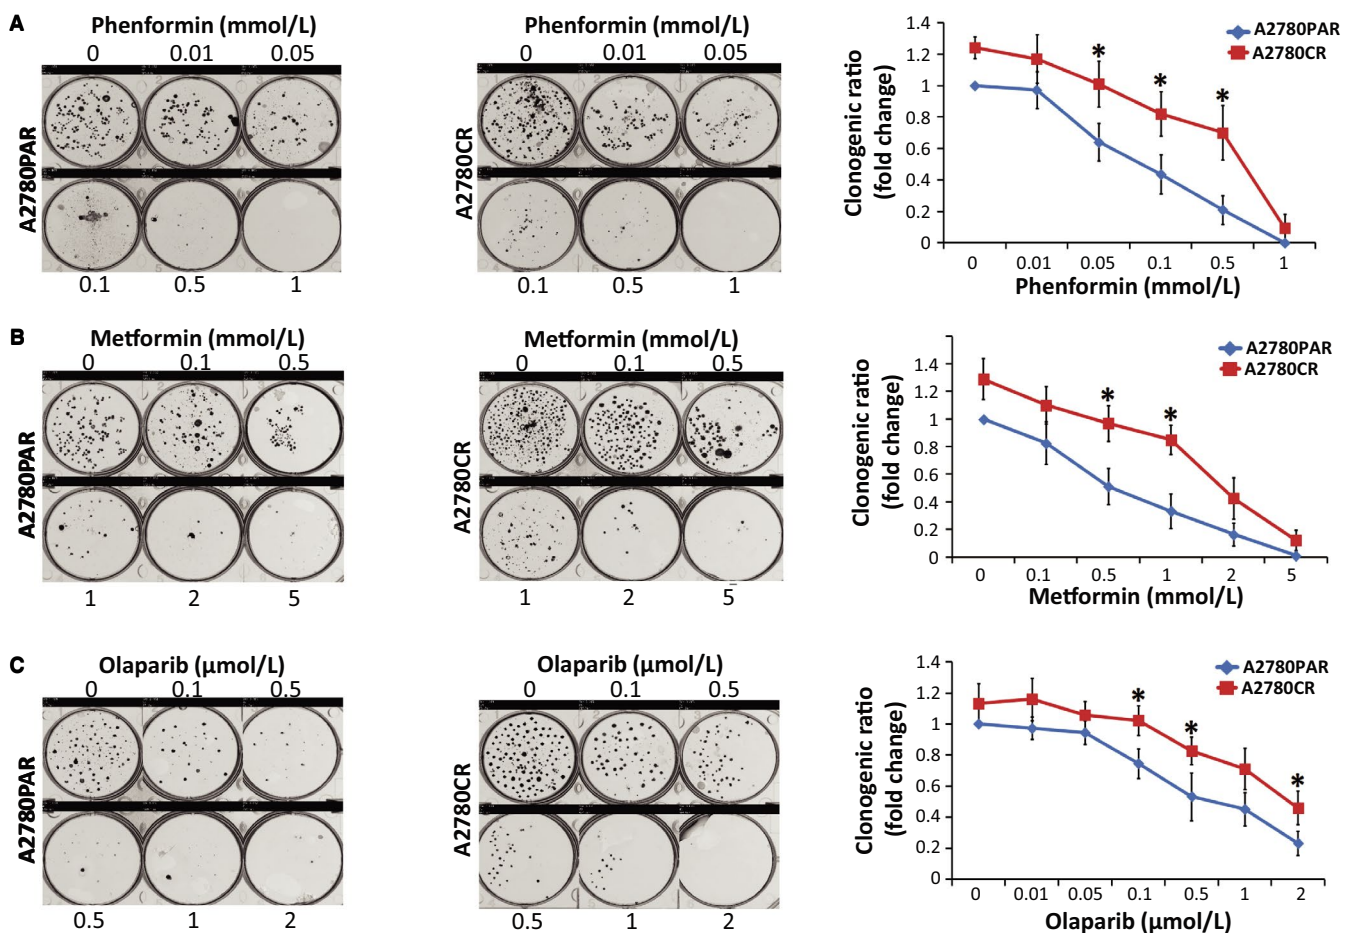 A
Phenformin (mmol/L)
0 0.01 0.05
A2780PAR
0.1 0.5 1
Phenformin (mmol/L)
0 0.01 0.05
A2780CR
0.1 0.5 1
Clonogenic ratio
(fold change)
1.4
1.2
1
0.8
0.6
0.4
0.2
0
A2780PAR
A2780CR
* * *
0 0.01 0.05 0.1 0.5 1
Phenformin (mmol/L)
B
Metformin (mmol/L)
0 0.1 0.5
A2780PAR
1 2 5
Metformin (mmol/L)
0 0.1 0.5
A2780CR
1 2 5
Clonogenic ratio
(fold change)
1.4
1.2
1
0.8
0.6
0.4
0.2
0
A2780PAR
A2780CR
* *
0 0.1 0.5 1 2 5
Metformin (mmol/L)
C
Olaparib (µmol/L)
0 0.1 0.5
A2780PAR
0.5 1 2
Olaparib (µmol/L)
0 0.1 0.5
A2780CR
0.5 1 2
Clonogenic ratio
(fold change)
1.4
1.2
1
0.8
0.6
0.4
0.2
0
A2780PAR
A2780CR
* * *
0 0.01 0.05 0.1 0.5 1 2
Olaparib (µmol/L)